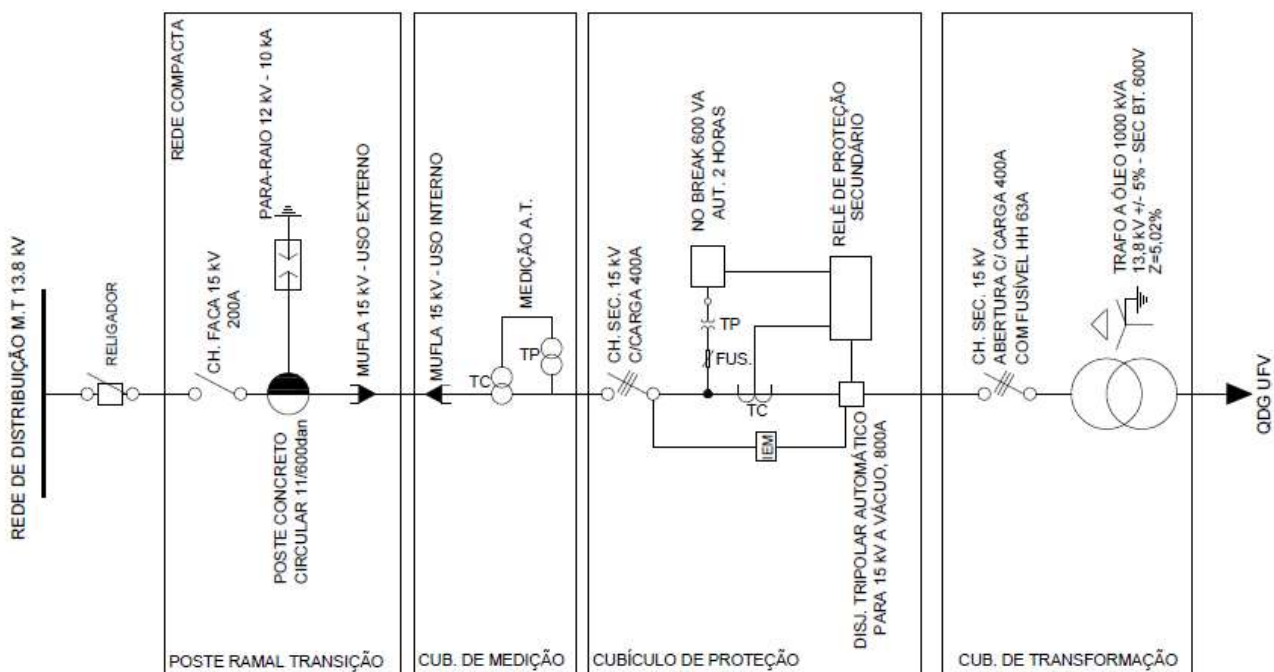 REDE DE DISTRIBUIÇÃO M.T 13.8 kV
RELIGADOR
REDE COMPACTA
CH. FACA 15 kV
200A
PARA-RAIO 12 kV - 10 kA
POSTE CONCRETO
CIRCULAR 11/600dan
MUFLA 15 kV - USO EXTERNO
POSTE RAMAL TRANSIÇÃO
MUFLA 15 kV - USO INTERNO
MEDIÇÃO A.T.
TC
TP
CUB. DE MEDIÇÃO
CH. SEC. 15 kV
C/CARGA 400A
NO BREAK 600 VA
AUT. 2 HORAS
TP
FUS.
TC
RELÉ DE PROTEÇÃO
SECUNDÁRIO
IEM
DISJ. TRIPOLAR AUTOMÁTICO
PARA 15 kV A VÁCUO, 800A
CUBÍCULO DE PROTEÇÃO
CH. SEC. 15 kV
ABERTURA C/ CARGA 400A
COM FUSÍVEL HH 63A
TRAFO A ÓLEO 1000 kVA
13,8 kV +/- 5% - SEC BT. 600V
Z=5,02%
CUB. DE TRANSFORMAÇÃO
QDG UFV